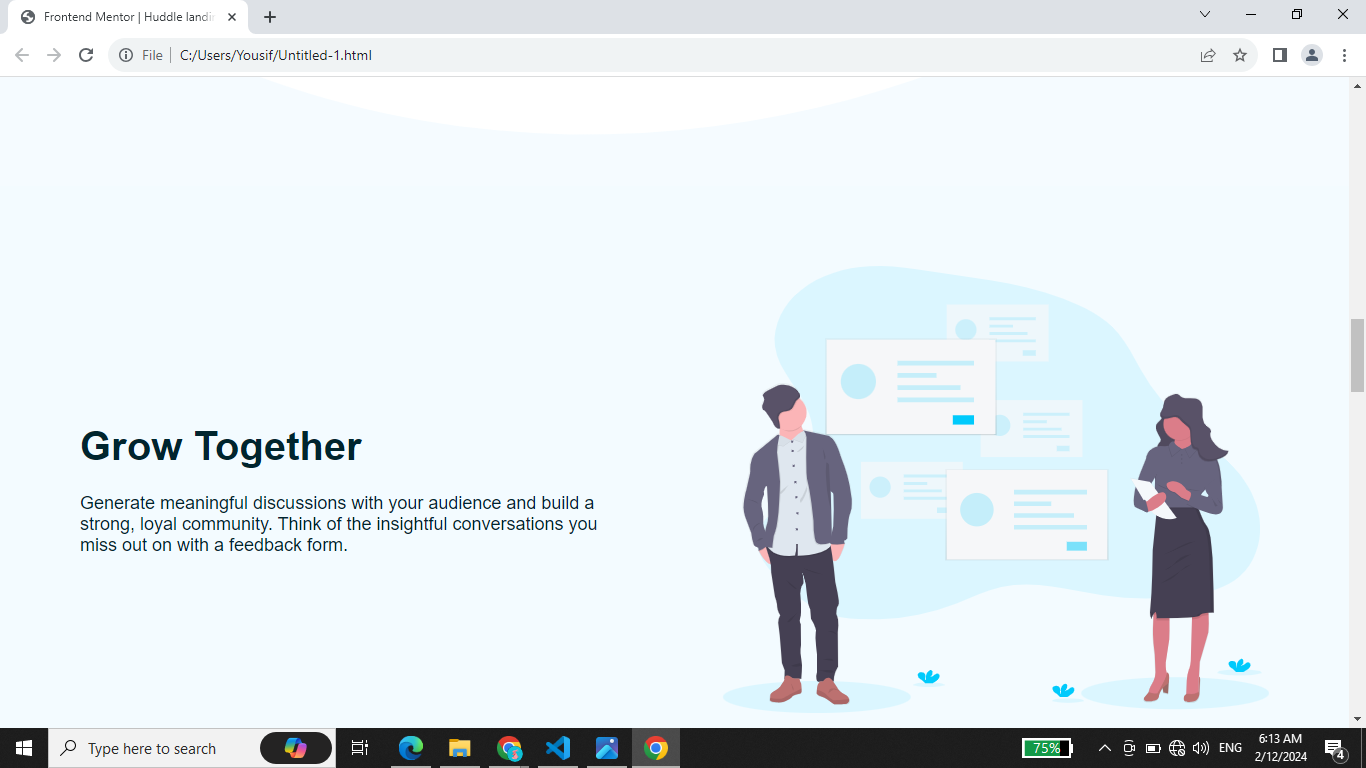 Frontend Mentor | Huddle landin
File
C:/Users/Yousif/Untitled-1.html
Grow Together
Generate meaningful discussions with your audience and build a
strong, loyal community. Think of the insightful conversations you
miss out on with a feedback form.
Type here to search
75%
ENG
6:13 AM
2/12/2024
4